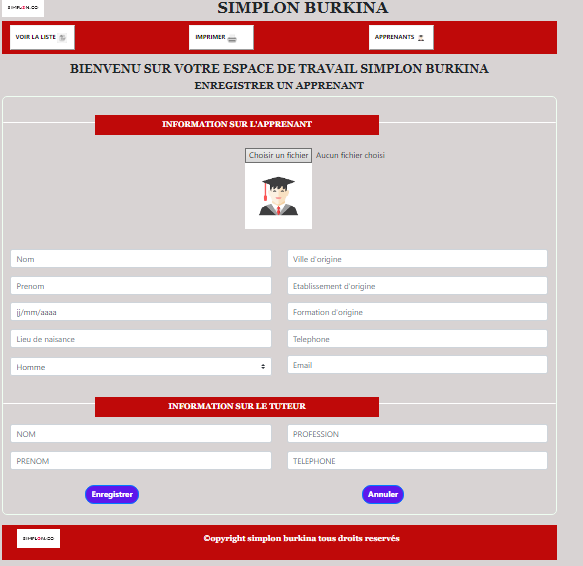 SIMPLON.CO
SIMPLON BURKINA
VOIR LA LISTE
IMPRIMER
APPRENANTS
BIENVENU SUR VOTRE ESPACE DE TRAVAIL SIMPLON BURKINA
ENREGISTRER UN APPRENANT
INFORMATION SUR L'APPRENANT
Choisir un fichier Aucun fichier choisi
Nom
Ville d'origine
Prenom
Etablissement d'origine
jj/mm/aaaa
Formation d'origine
Lieu de naisance
Telephone
Homme
Email
INFORMATION SUR LE TUTEUR
NOM
PROFESSION
PRENOM
TELEPHONE
Enregistrer
Annuler
SIMPLON.CO
©copyright simplon burkina tous droits reservés